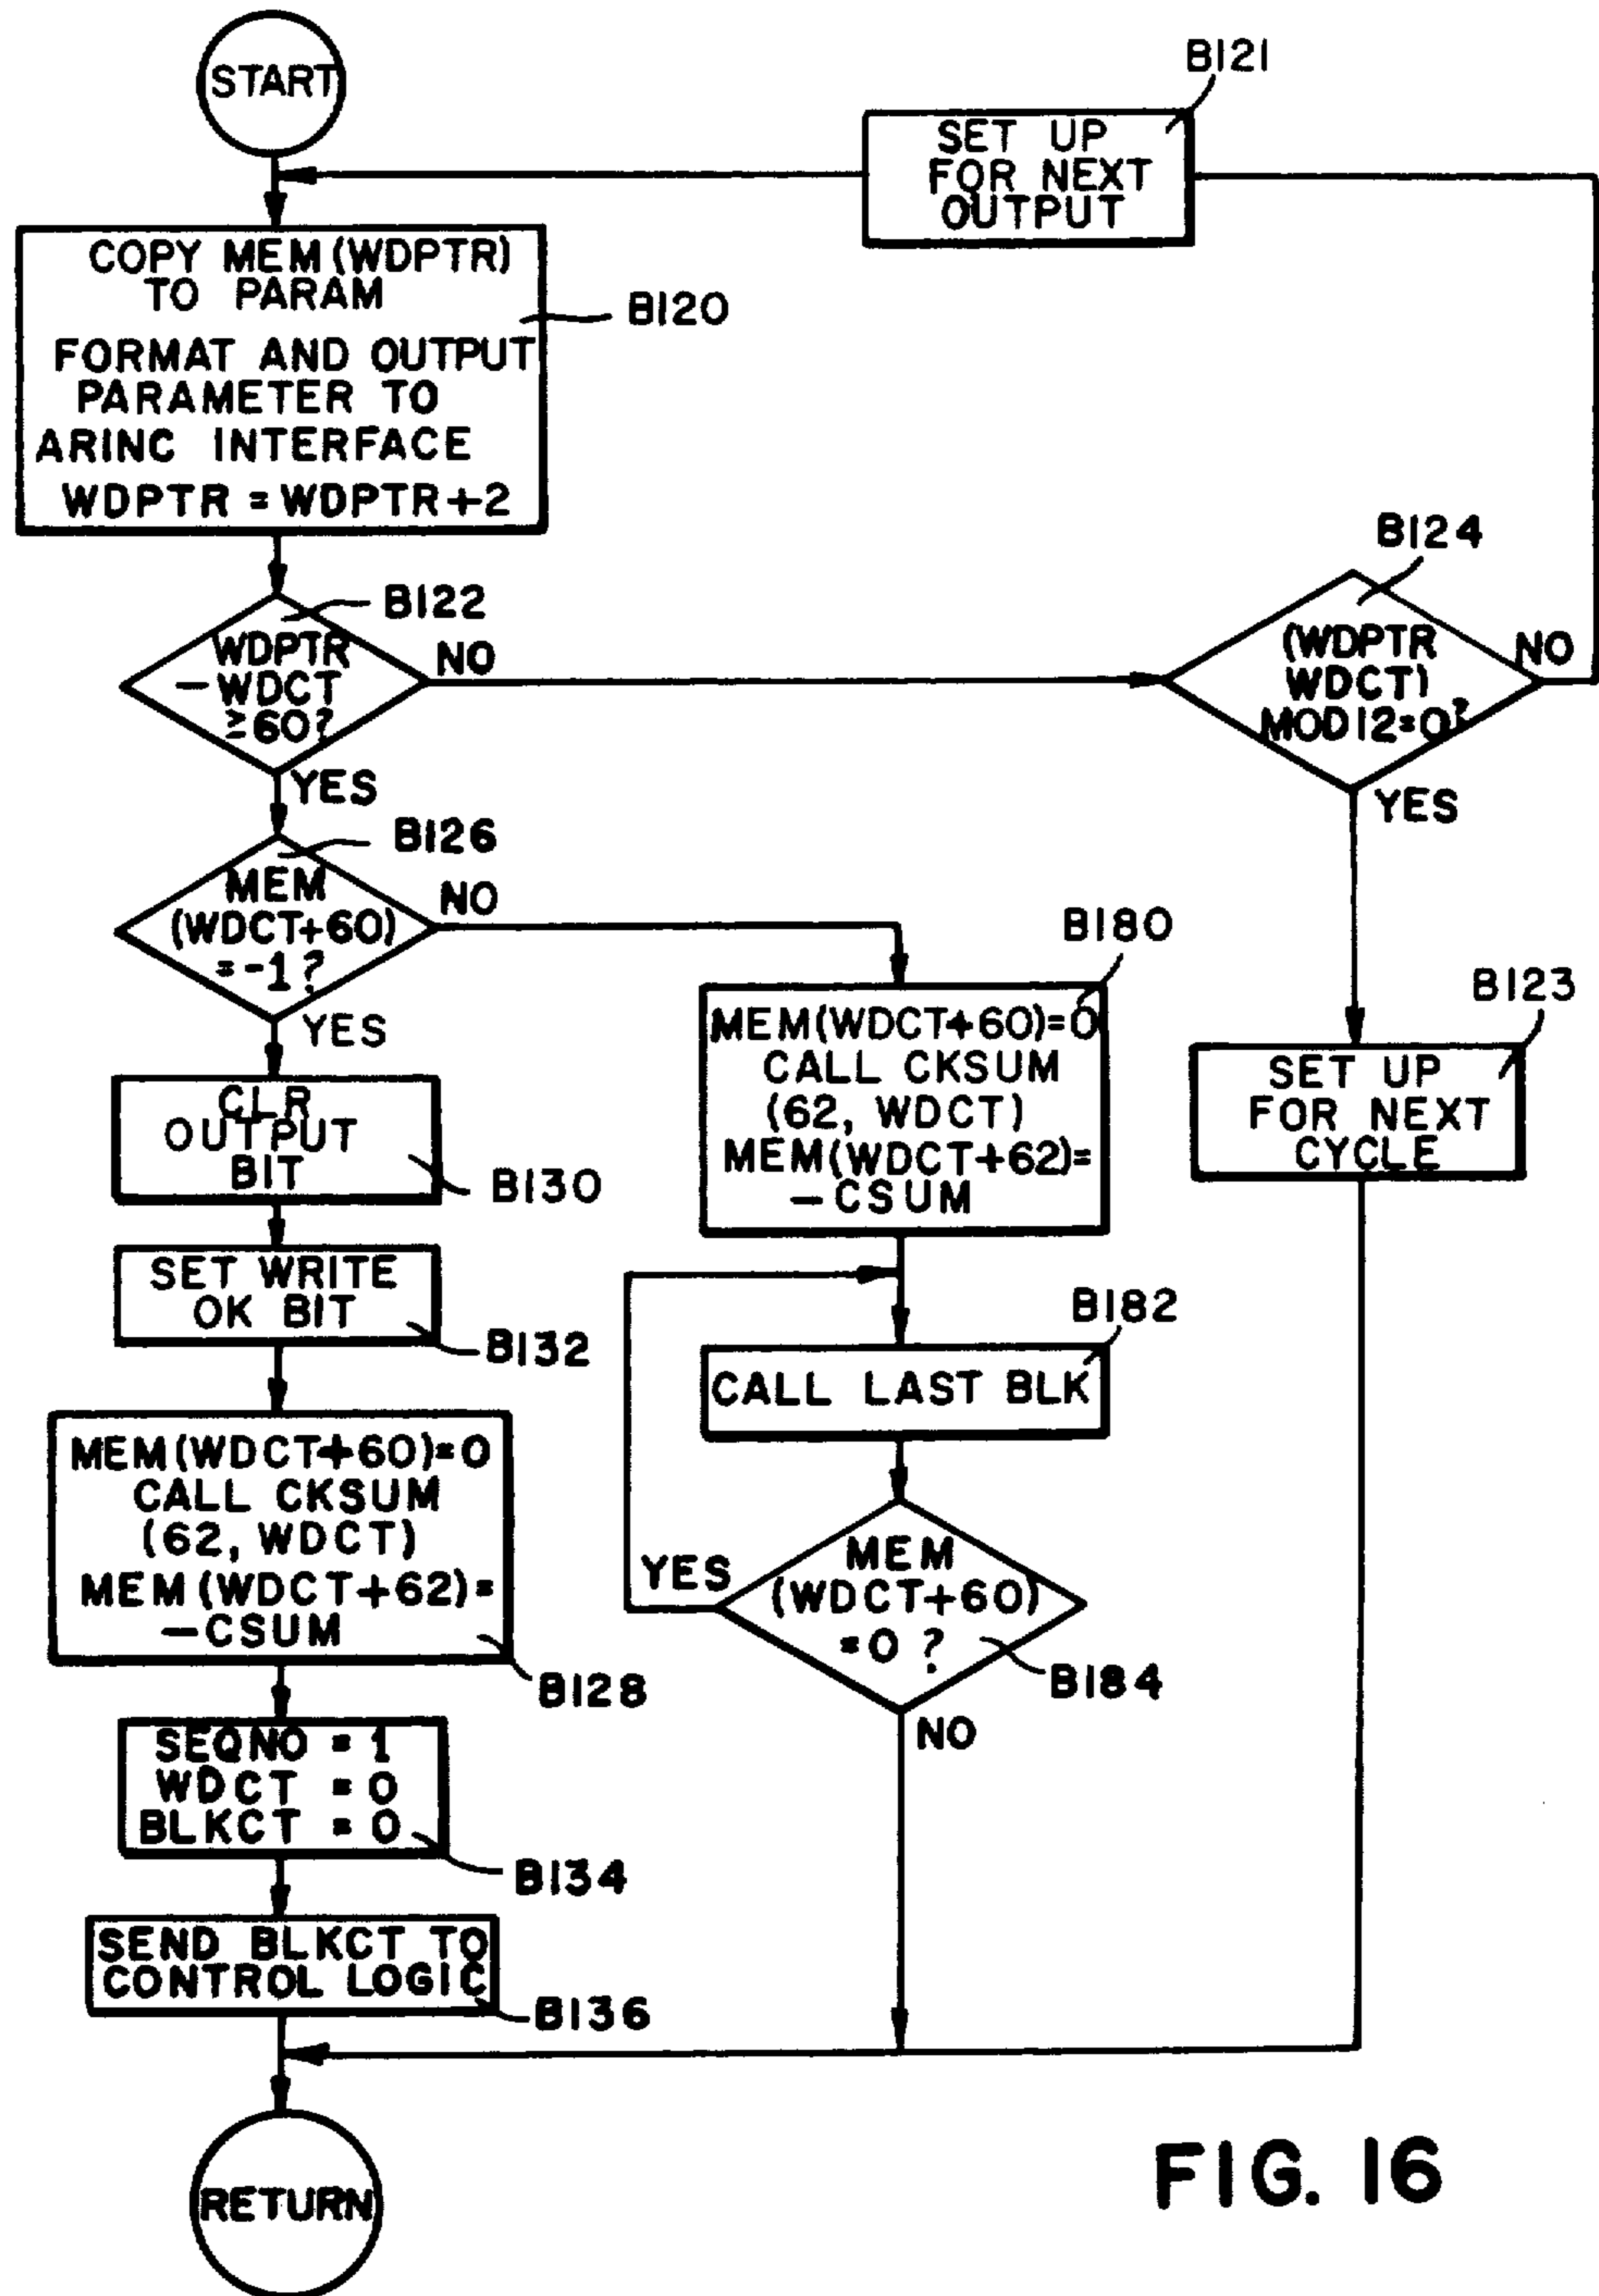 START
B121
SET UP
FOR NEXT
OUTPUT
COPY MEM(WDPTR)
TO PARAM
FORMAT AND OUTPUT
PARAMETER TO
ARINC INTERFACE
WDPTR = WDPTR+2
B120
B122
WDPTR
-WDCT
≥60?
NO
YES
B124
(WDPTR
WDCT)
MOD12=0?
NO
YES
B126
MEM
(WDCT+60)
=-1?
NO
YES
B180
MEM(WDCT+60)=0
CALL CKSUM
(62, WDCT)
MEM(WDCT+62)=
-CSUM
B123
SET UP
FOR NEXT
CYCLE
CLR
OUTPUT
BIT
B130
SET WRITE
OK BIT
B132
B182
CALL LAST BLK
MEM(WDCT+60)=0
CALL CKSUM
(62, WDCT)
MEM(WDCT+62)=
-CSUM
B128
YES
MEM
(WDCT+60)
=0 ?
B184
NO
SEQNO = 1
WDCT = 0
BLKCT = 0
B134
SEND BLKCT TO
CONTROL LOGIC
B136
RETURN
FIG. 16